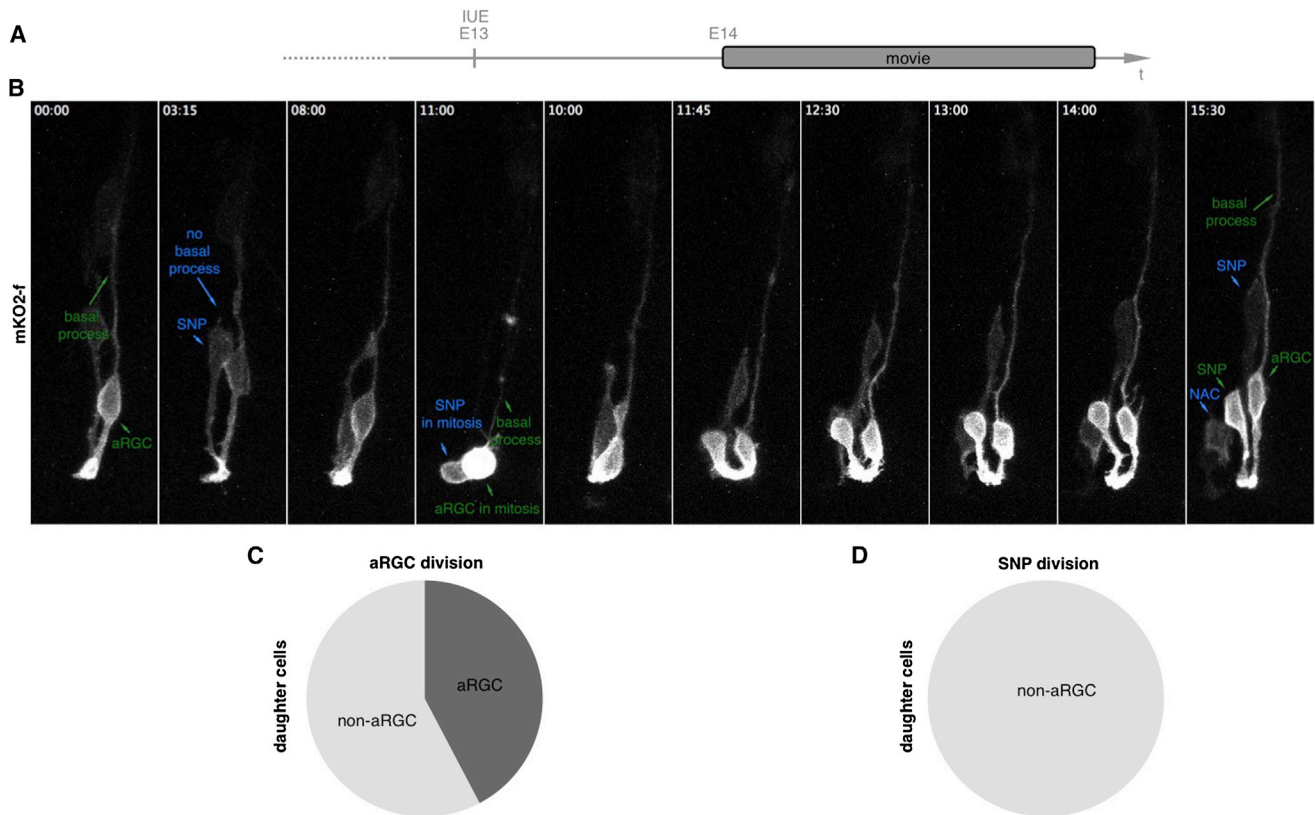 A
IUE
E13
E14
movie
t
B
mKO2-f
00:00
03:15
08:00
11:00
10:00
11:45
12:30
13:00
14:00
15:30
basal
process
aRGC
no
basal
process
SNP
SNP
in mitosis
basal
process
aRGC in mitosis
basal
process
SNP
SNP
aRGC
NAC
C
aRGC division
daughter cells
aRGC
non-aRGC
D
SNP division
daughter cells
non-aRGC